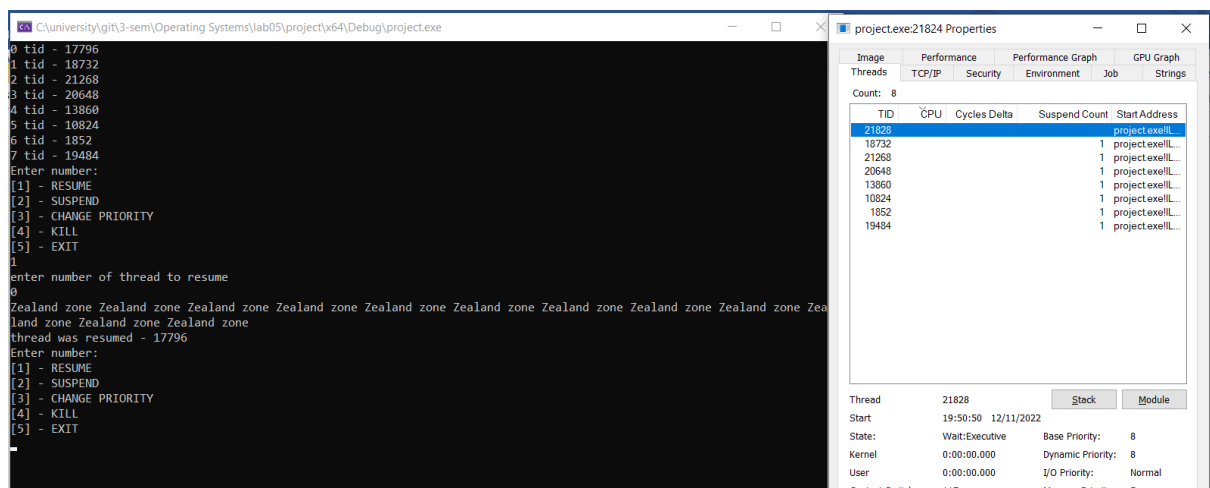 C:\university\git\3-sem\Operating Systems\lab05\project\x64\Debug\project.exe
0 tid - 17796
1 tid - 18732
2 tid - 21268
3 tid - 20648
4 tid - 13860
5 tid - 10824
6 tid - 1852
7 tid - 19484
Enter number:
[1] - RESUME
[2] - SUSPEND
[3] - CHANGE PRIORITY
[4] - KILL
[5] - EXIT
1
enter number of thread to resume
0
Zealand zone Zealand zone Zealand zone Zealand zone Zealand zone Zealand zone Zealand zone Zealand zone Zealand zone Zea
land zone Zealand zone Zealand zone
thread was resumed - 17796
Enter number:
[1] - RESUME
[2] - SUSPEND
[3] - CHANGE PRIORITY
[4] - KILL
[5] - EXIT
project.exe:21824 Properties
Image Performance Performance Graph GPU Graph
Threads TCP/IP Security Environment Job Strings
Count: 8
TID CPU Cycles Delta Suspend Count Start Address
21828 project.exe!IL...
18732 1 project.exe!IL...
21268 1 project.exe!IL...
20648 1 project.exe!IL...
13860 1 project.exe!IL...
10824 1 project.exe!IL...
1852 1 project.exe!IL...
19484 1 project.exe!IL...
Thread 21828 Stack Module
Start 19:50:50 12/11/2022
State: Wait:Executive Base Priority: 8
Kernel 0:00:00.000 Dynamic Priority: 8
User 0:00:00.000 I/O Priority: Normal